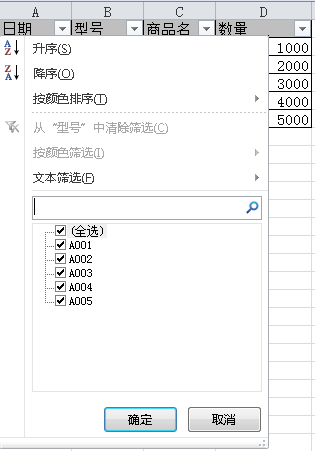 A B C D
日期 型号 商品名 数量
升序(S) 1000
降序(O) 2000
3000
按颜色排序(T) 4000
从“型号”中清除筛选(C) 5000
按颜色筛选(I)
文本筛选(F)
(全选)
A001
A002
A003
A004
A005
确定 取消